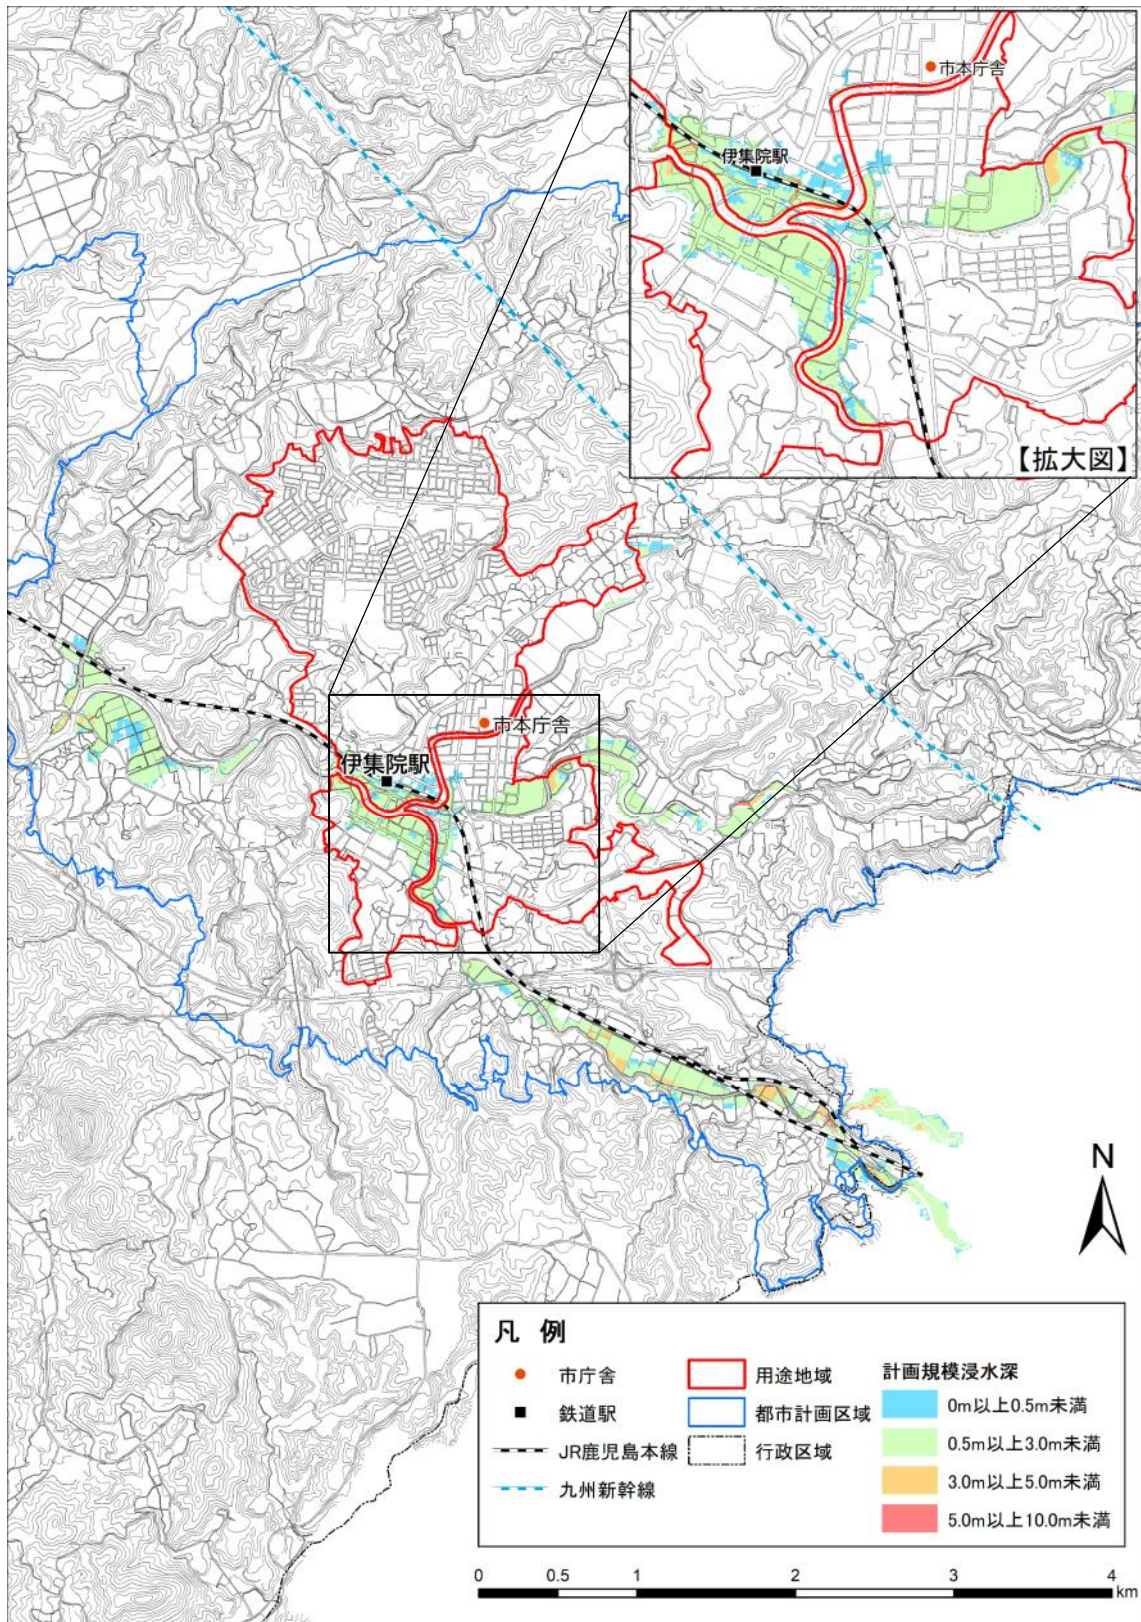 市本庁舎
伊集院駅
【拡大図】
市本庁舎
伊集院駅
N
凡 例
市庁舎
鉄道駅
JR鹿児島本線
九州新幹線
用途地域
都市計画区域
行政区域
計画規模浸水深
0m以上0.5m未満
0.5m以上3.0m未満
3.0m以上5.0m未満
5.0m以上10.0m未満
0 0.5 1 2 3 4
km